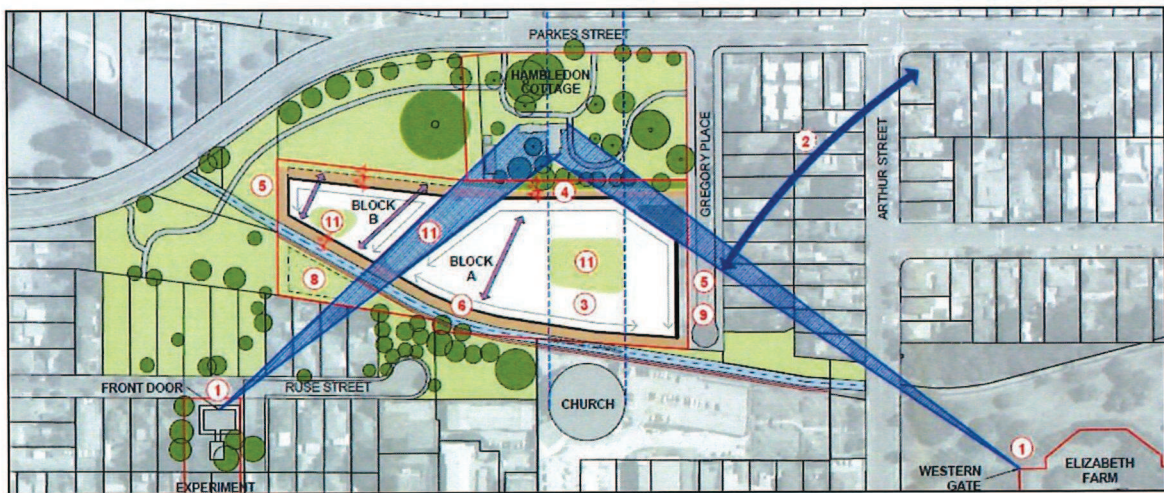 PARKES STREET
HAMBLEDON
COTTAGE
2
GREGORY PLACE
ARTHUR STREET
5
4
BLOCK
B
11
11
BLOCK
A
11
5
8
6
3
9
FRONT DOOR
1
RUSE STREET
CHURCH
1
WESTERN
GATE
ELIZABETH
FARM
EXPERIMENT